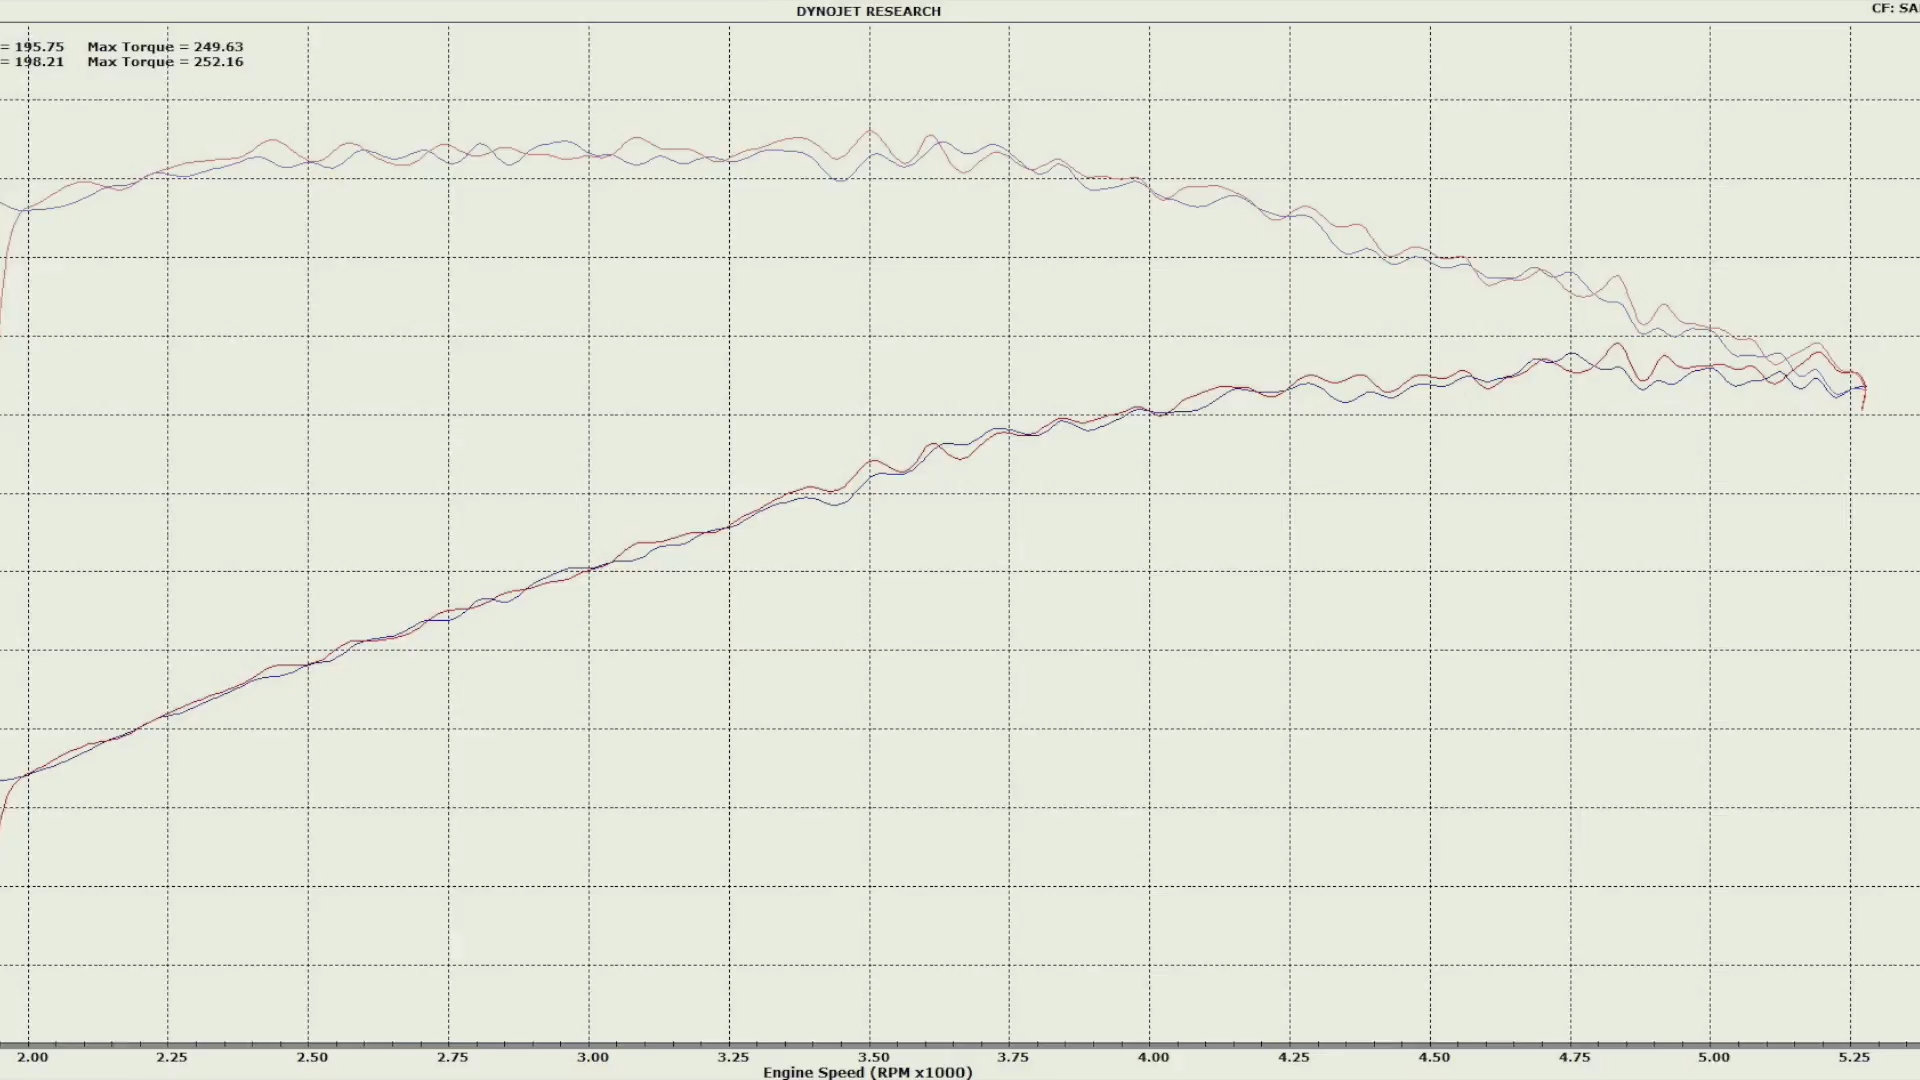 DYNOJET RESEARCH
CF: SA
= 195.75 Max Torque = 249.63
= 198.21 Max Torque = 252.16
2.00 2.25 2.50 2.75 3.00 3.25 3.50 3.75 4.00 4.25 4.50 4.75 5.00 5.25
Engine Speed (RPM x1000)